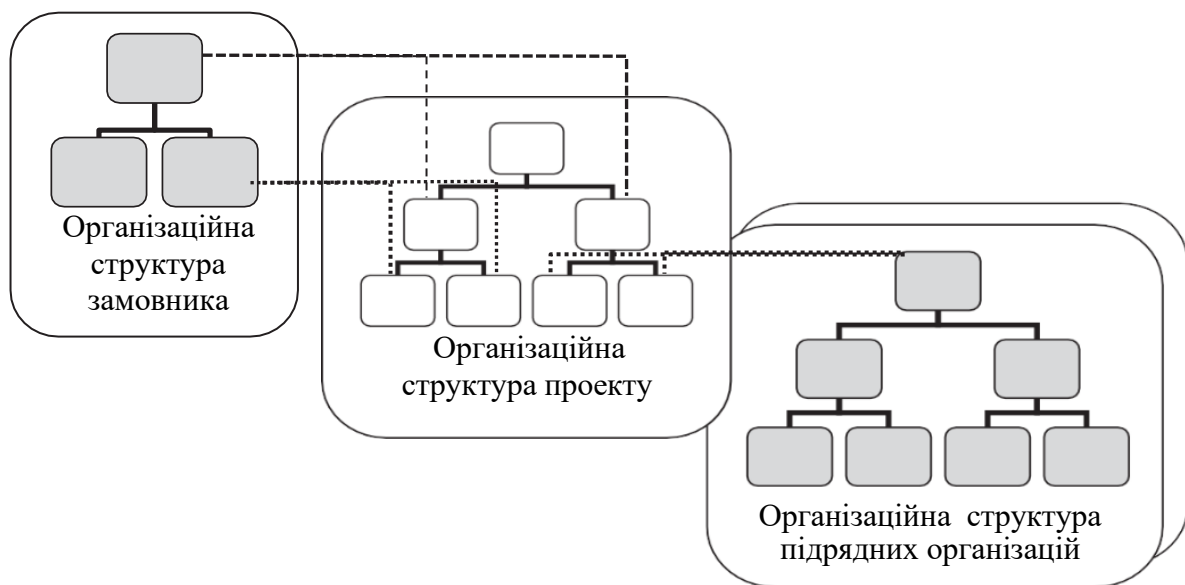 Організаційна
структура
замовника
Організаційна
структура проекту
Організаційна структура
підрядних організацій